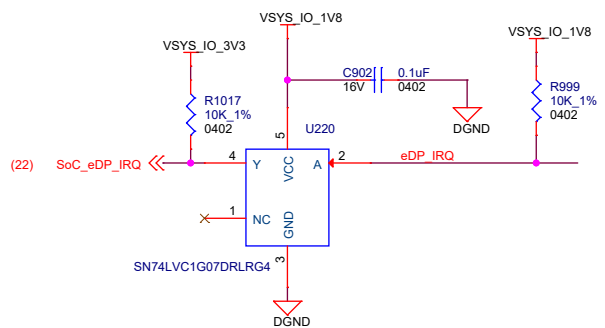 VSYS_IO_1V8
VSYS_IO_3V3
VSYS_IO_1V8
C902
0.1uF
16V
0402
R1017
10K_1%
0402
R999
10K_1%
0402
DGND
U220
5
(22)
SoC_eDP_IRQ
4
Y
VCC
A
2
eDP_IRQ
1
NC
GND
3
SN74LVC1G07DRLRG4
DGND